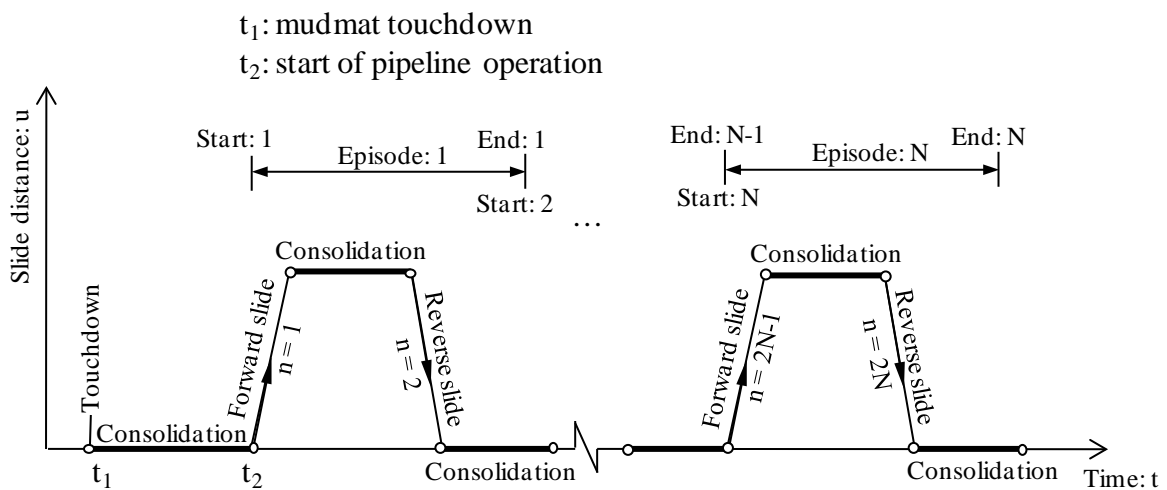 t1: mudmat touchdown
t2: start of pipeline operation
Slide distance: u
Start: 1
End: 1
Episode: 1
Start: 2
...
End: N-1
End: N
Episode: N
Start: N
Touchdown
Consolidation
Forward slide
n = 1
Consolidation
Reverse slide
n = 2
Consolidation
Forward slide
n = 2N-1
Consolidation
Reverse slide
n = 2N
Consolidation
t1
t2
Time: t